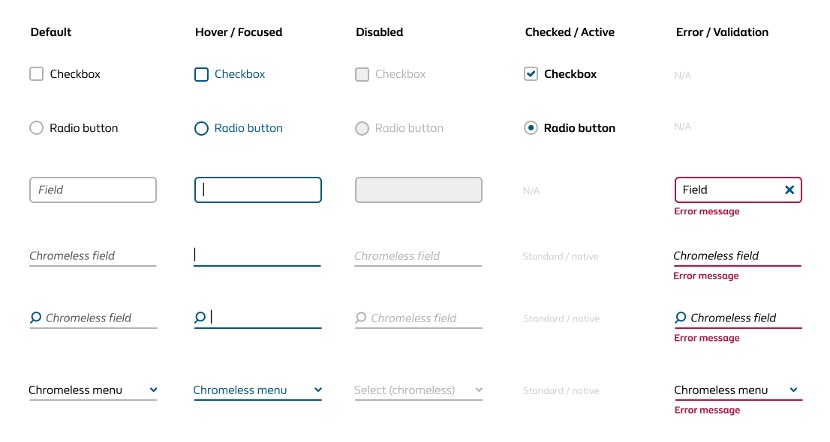 Default Hover / Focused Disabled Checked / Active Error / Validation
Checkbox Checkbox Checkbox Checkbox N/A
Radio button Radio button Radio button Radio button N/A
Field N/A Field
Error message
Chromeless field Chromeless field Standard / native Chromeless field
Error message
Chromeless field Chromeless field Standard / native Chromeless field
Error message
Chromeless menu Chromeless menu Select (chromeless) Standard / native Chromeless menu
Error message